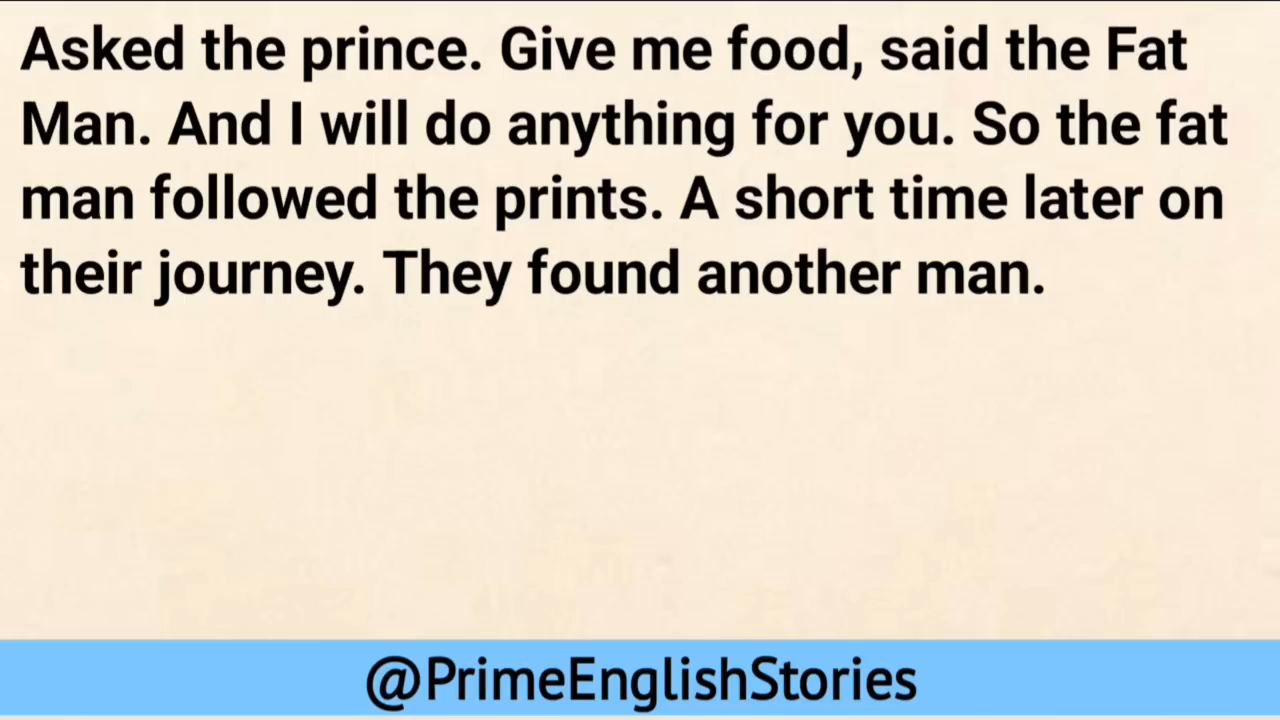 Asked the prince. Give me food, said the Fat
Man. And I will do anything for you. So the fat
man followed the prints. A short time later on
their journey. They found another man.
@PrimeEnglishStories